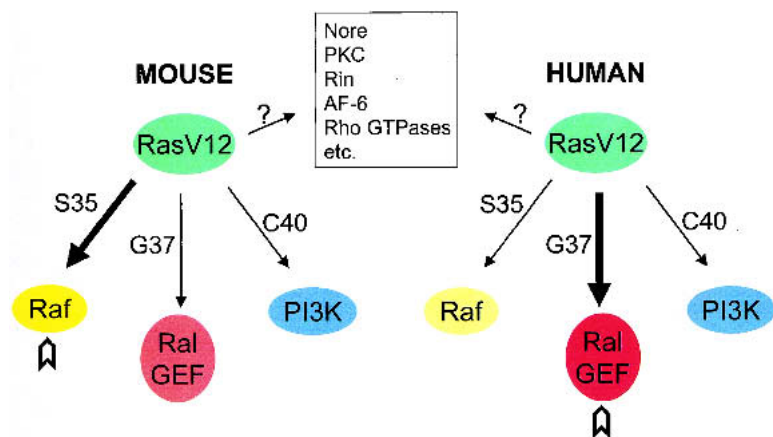 Nore
PKC
Rin
AF-6
Rho GTPases
etc.
MOUSE
HUMAN
?
?
RasV12
RasV12
S35
G37
C40
S35
G37
C40
Raf
Ral
GEF
PI3K
Raf
Ral
GEF
PI3K